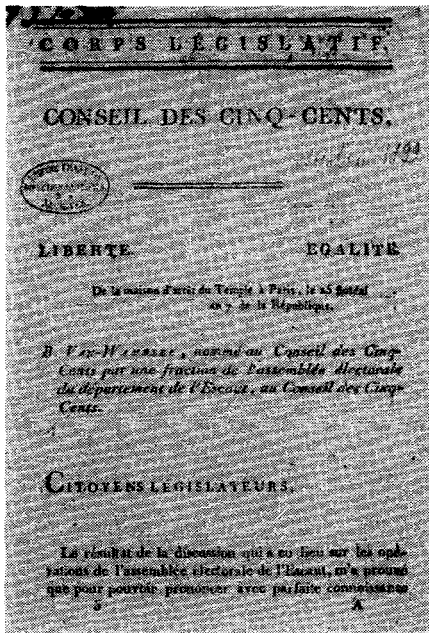 CORPS LÉGISLATIF.
CONSEIL DES CINQ-CENTS.
LIBERTÉ. EGALITÉ.
De la maison d'arrêt du Temple à Paris, le 25 floréal
an 7 de la République.
B. VAN-, nommé au Conseil des Cinq-
Cents par une fraction de l'assemblée électorale
du département de l'Escaut, au Conseil des Cinq-
Cents.
CITOYENS LÉGISLATEURS,
Le résultat de la discussion qui a eu lieu sur les opé-
rations de l'assemblée électorale de l'Escaut, m'a prouvé
que pour pouvoir prononcer avec parfaite connaissance
A